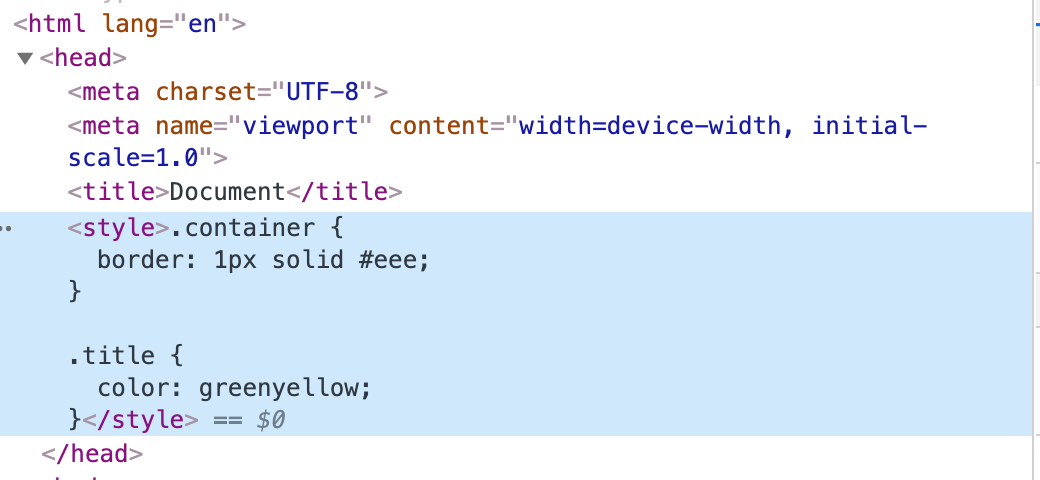 <html lang="en">
▼<head>
<meta charset="UTF-8">
<meta name="viewport" content="width=device-width, initial-
scale=1.0">
<title>Document</title>
<style>.container {
border: 1px solid #eee;
}
.title {
color: greenyellow;
}</style> == $0
</head>